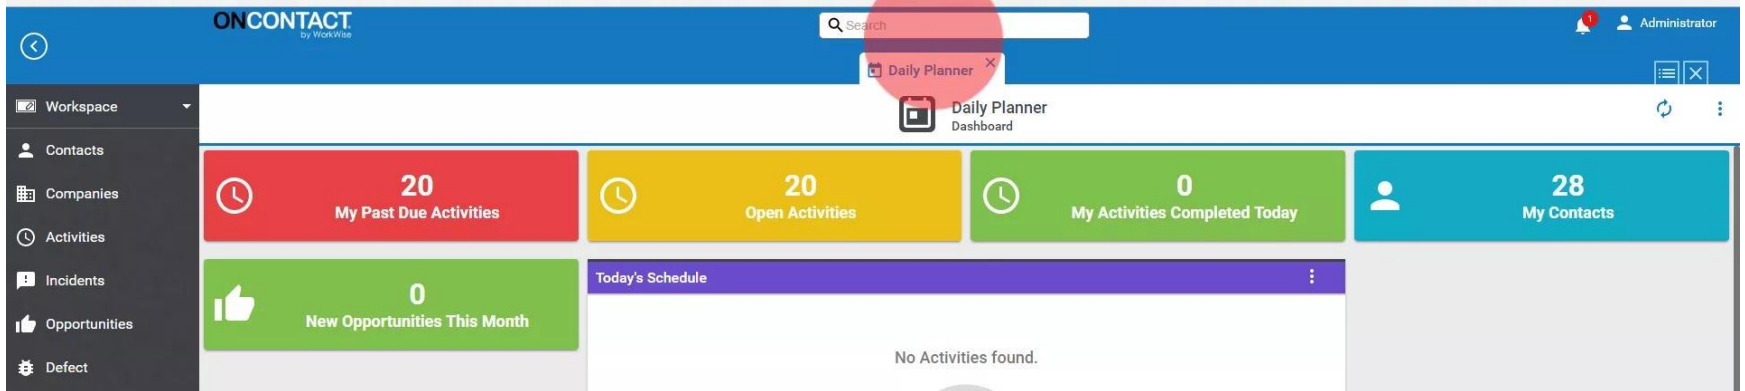 ONCONTACT
by WorkWise
Search
1
Administrator
Daily Planner
Workspace
Daily Planner
Dashboard
Contacts
Companies
Activities
Incidents
Opportunities
Defect
20
My Past Due Activities
20
Open Activities
0
My Activities Completed Today
28
My Contacts
0
New Opportunities This Month
Today's Schedule
No Activities found.